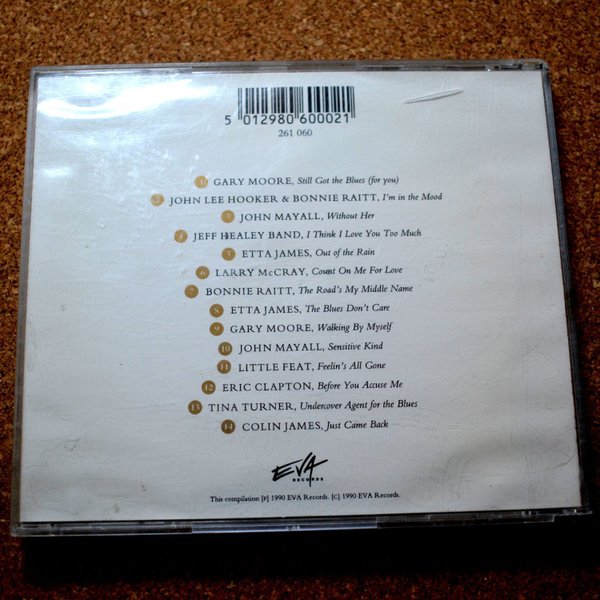 5 012980 600021
261 060
1 GARY MOORE, Still Got the Blues (for you)
2 JOHN LEE HOOKER & BONNIE RAITT, I'm in the Mood
3 JOHN MAYALL, Without Her
4 JEFF HEALEY BAND, I Think I Love You Too Much
5 ETTA JAMES, Out of the Rain
6 LARRY McCRAY, Count On Me For Love
7 BONNIE RAITT, The Road's My Middle Name
8 ETTA JAMES, The Blues Don't Care
9 GARY MOORE, Walking By Myself
10 JOHN MAYALL, Sensitive Kind
11 LITTLE FEAT, Feelin's All Gone
12 ERIC CLAPTON, Before You Accuse Me
13 TINA TURNER, Undercover Agent for the Blues
14 COLIN JAMES, Just Came Back
EVA
RECORDS
This compilation [P] 1990 EVA Records. [C] 1990 EVA Records.